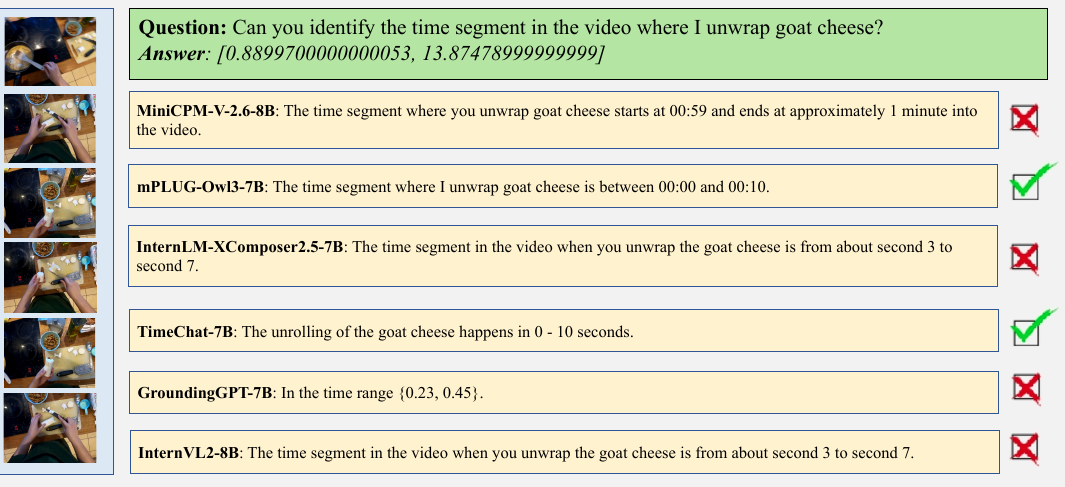 Question: Can you identify the time segment in the video where I unwrap goat cheese?
Answer: [0.8899700000000053, 13.87478999999999]
MiniCPM-V-2.6-8B: The time segment where you unwrap goat cheese starts at 00:59 and ends at approximately 1 minute into
the video.
mPLUG-Owl3-7B: The time segment where I unwrap goat cheese is between 00:00 and 00:10.
InternLM-XComposer2.5-7B: The time segment in the video when you unwrap the goat cheese is from about second 3 to
second 7.
TimeChat-7B: The unrolling of the goat cheese happens in 0 - 10 seconds.
GroundingGPT-7B: In the time range {0.23, 0.45}.
InternVL2-8B: The time segment in the video when you unwrap the goat cheese is from about second 3 to second 7.